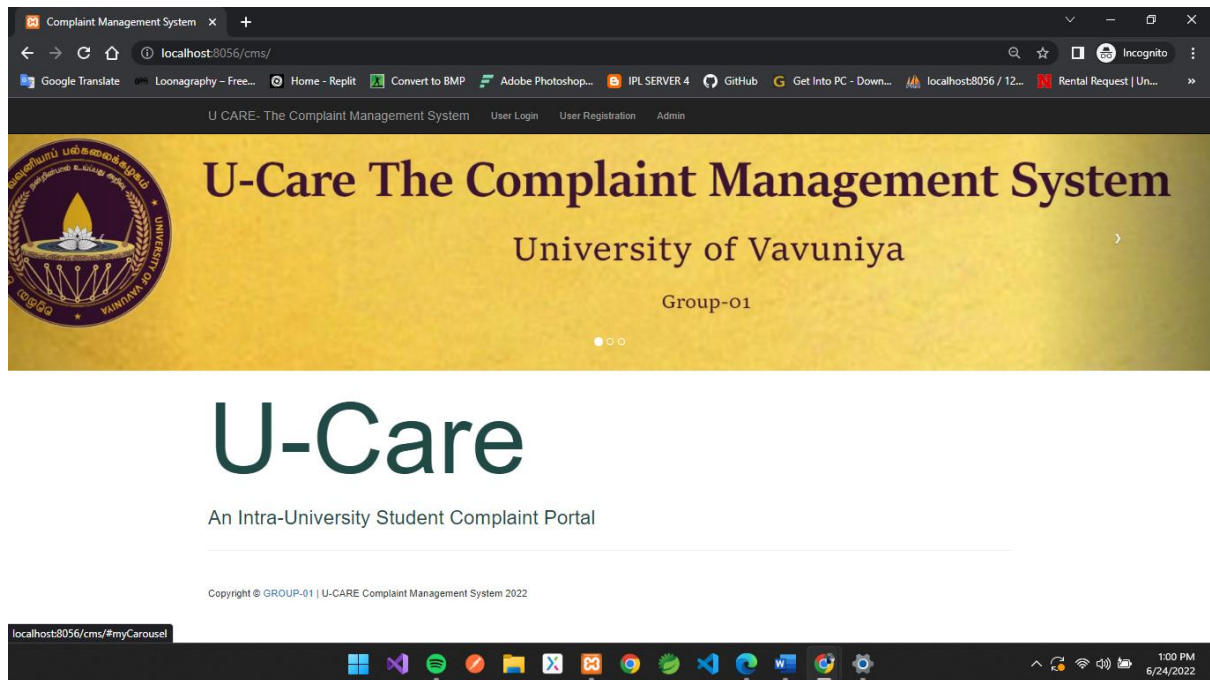 Complaint Management System
localhost:8056/cms/
Incognito
Google Translate
Loonagraphy – Free...
Home - Replit
Convert to BMP
Adobe Photoshop...
IPL SERVER 4
GitHub
Get Into PC - Down...
localhost:8056 / 12...
Rental Request | Un...
»
U CARE- The Complaint Management System
User Login
User Registration
Admin
UNIVERSITY OF VAVUNIYA
U-Care The Complaint Management System
University of Vavuniya
Group-01
U-Care
An Intra-University Student Complaint Portal
Copyright © GROUP-01 | U-CARE Complaint Management System 2022
localhost:8056/cms/#myCarousel
1:00 PM
6/24/2022